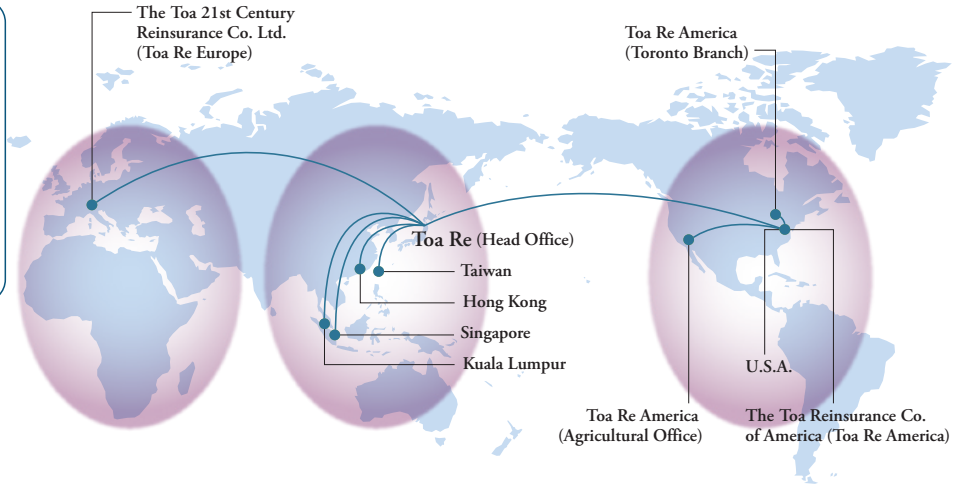 The Toa 21st Century
Reinsurance Co. Ltd.
(Toa Re Europe)
Toa Re America
(Toronto Branch)
Toa Re (Head Office)
Taiwan
Hong Kong
Singapore
Kuala Lumpur
U.S.A.
Toa Re America
(Agricultural Office)
The Toa Reinsurance Co.
of America (Toa Re America)